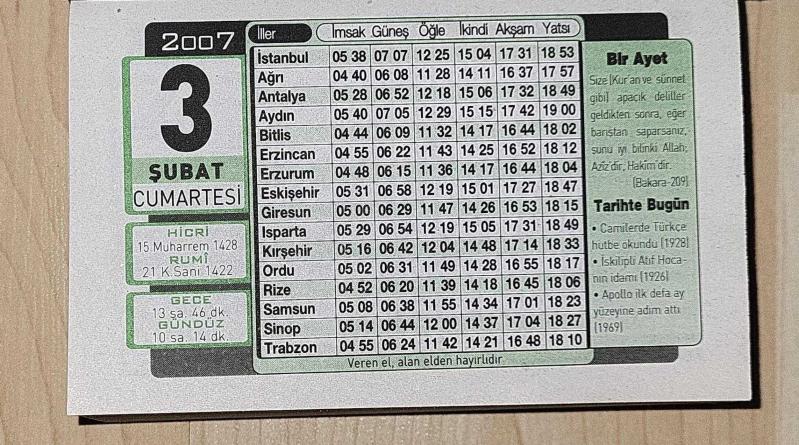 2007
3
ŞUBAT
CUMARTESİ
HİCRİ
15 Muharrem 1428
RUMİ
21 K.Sani 1422
GECE
13 sa. 46 dk.
GÜNDÜZ
10 sa. 14 dk.
İller İmsak Güneş Öğle İkindi Akşam Yatsı
İstanbul 05 38 07 07 12 25 15 04 17 31 18 53
Ağrı 04 40 06 08 11 28 14 11 16 37 17 57
Antalya 05 28 06 52 12 18 15 06 17 32 18 49
Aydın 05 40 07 05 12 29 15 15 17 42 19 00
Bitlis 04 44 06 09 11 32 14 17 16 44 18 02
Erzincan 04 55 06 22 11 43 14 25 16 52 18 12
Erzurum 04 48 06 15 11 36 14 17 16 44 18 04
Eskişehir 05 31 06 58 12 19 15 01 17 27 18 47
Giresun 05 00 06 29 11 47 14 26 16 53 18 15
Isparta 05 29 06 54 12 19 15 05 17 31 18 49
Kırşehir 05 16 06 42 12 04 14 48 17 14 18 33
Ordu 05 02 06 31 11 49 14 28 16 55 18 17
Rize 04 52 06 20 11 39 14 18 16 45 18 06
Samsun 05 08 06 38 11 55 14 34 17 01 18 23
Sinop 05 14 06 44 12 00 14 37 17 04 18 27
Trabzon 04 55 06 24 11 42 14 21 16 48 18 10
Veren el, alan elden hayırlıdır.
Bir Ayet
Size (Kur'an ve sünnet
gibi) apaçık deliller
geldikten sonra, eğer
barıştan saparsanız,
şunu iyi bilinki Allah;
Azîz'dir, Hakîm'dir.
(Bakara-209)
Tarihte Bugün
• Camilerde Türkçe
hutbe okundu (1928)
• İskilipli Atıf Hoca-
nın idamı (1926)
• Apollo ilk defa ay
yüzeyine adım attı
(1969)